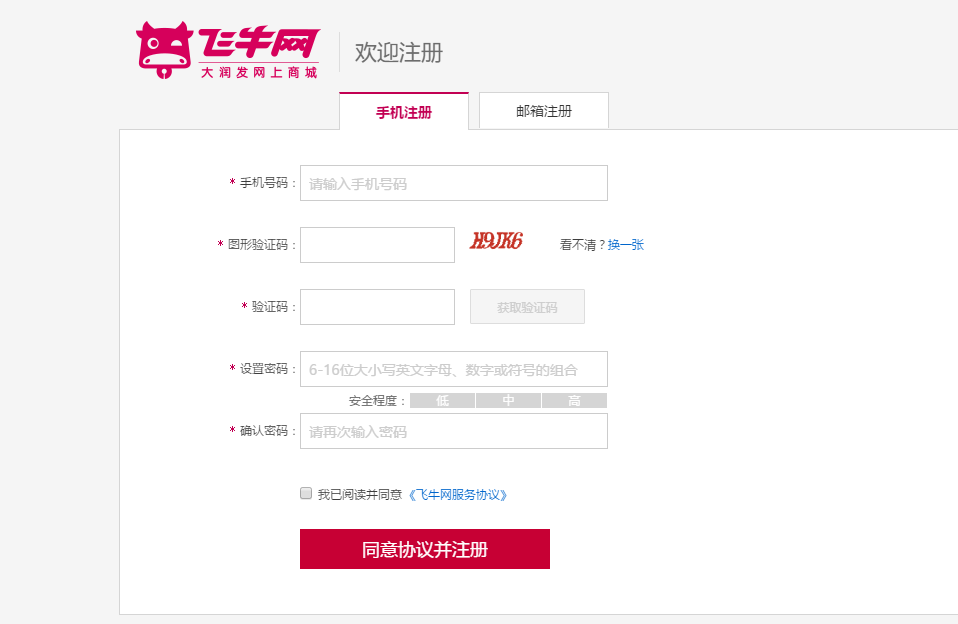 飞牛网
大润发网上商城
欢迎注册
手机注册 邮箱注册
* 手机号码： 请输入手机号码
* 图形验证码： H9JK6 看不清？换一张
* 验证码： 获取验证码
* 设置密码： 6-16位大小写英文字母、数字或符号的组合
安全程度： 低 中 高
* 确认密码： 请再次输入密码
我已阅读并同意《飞牛网服务协议》
同意协议并注册